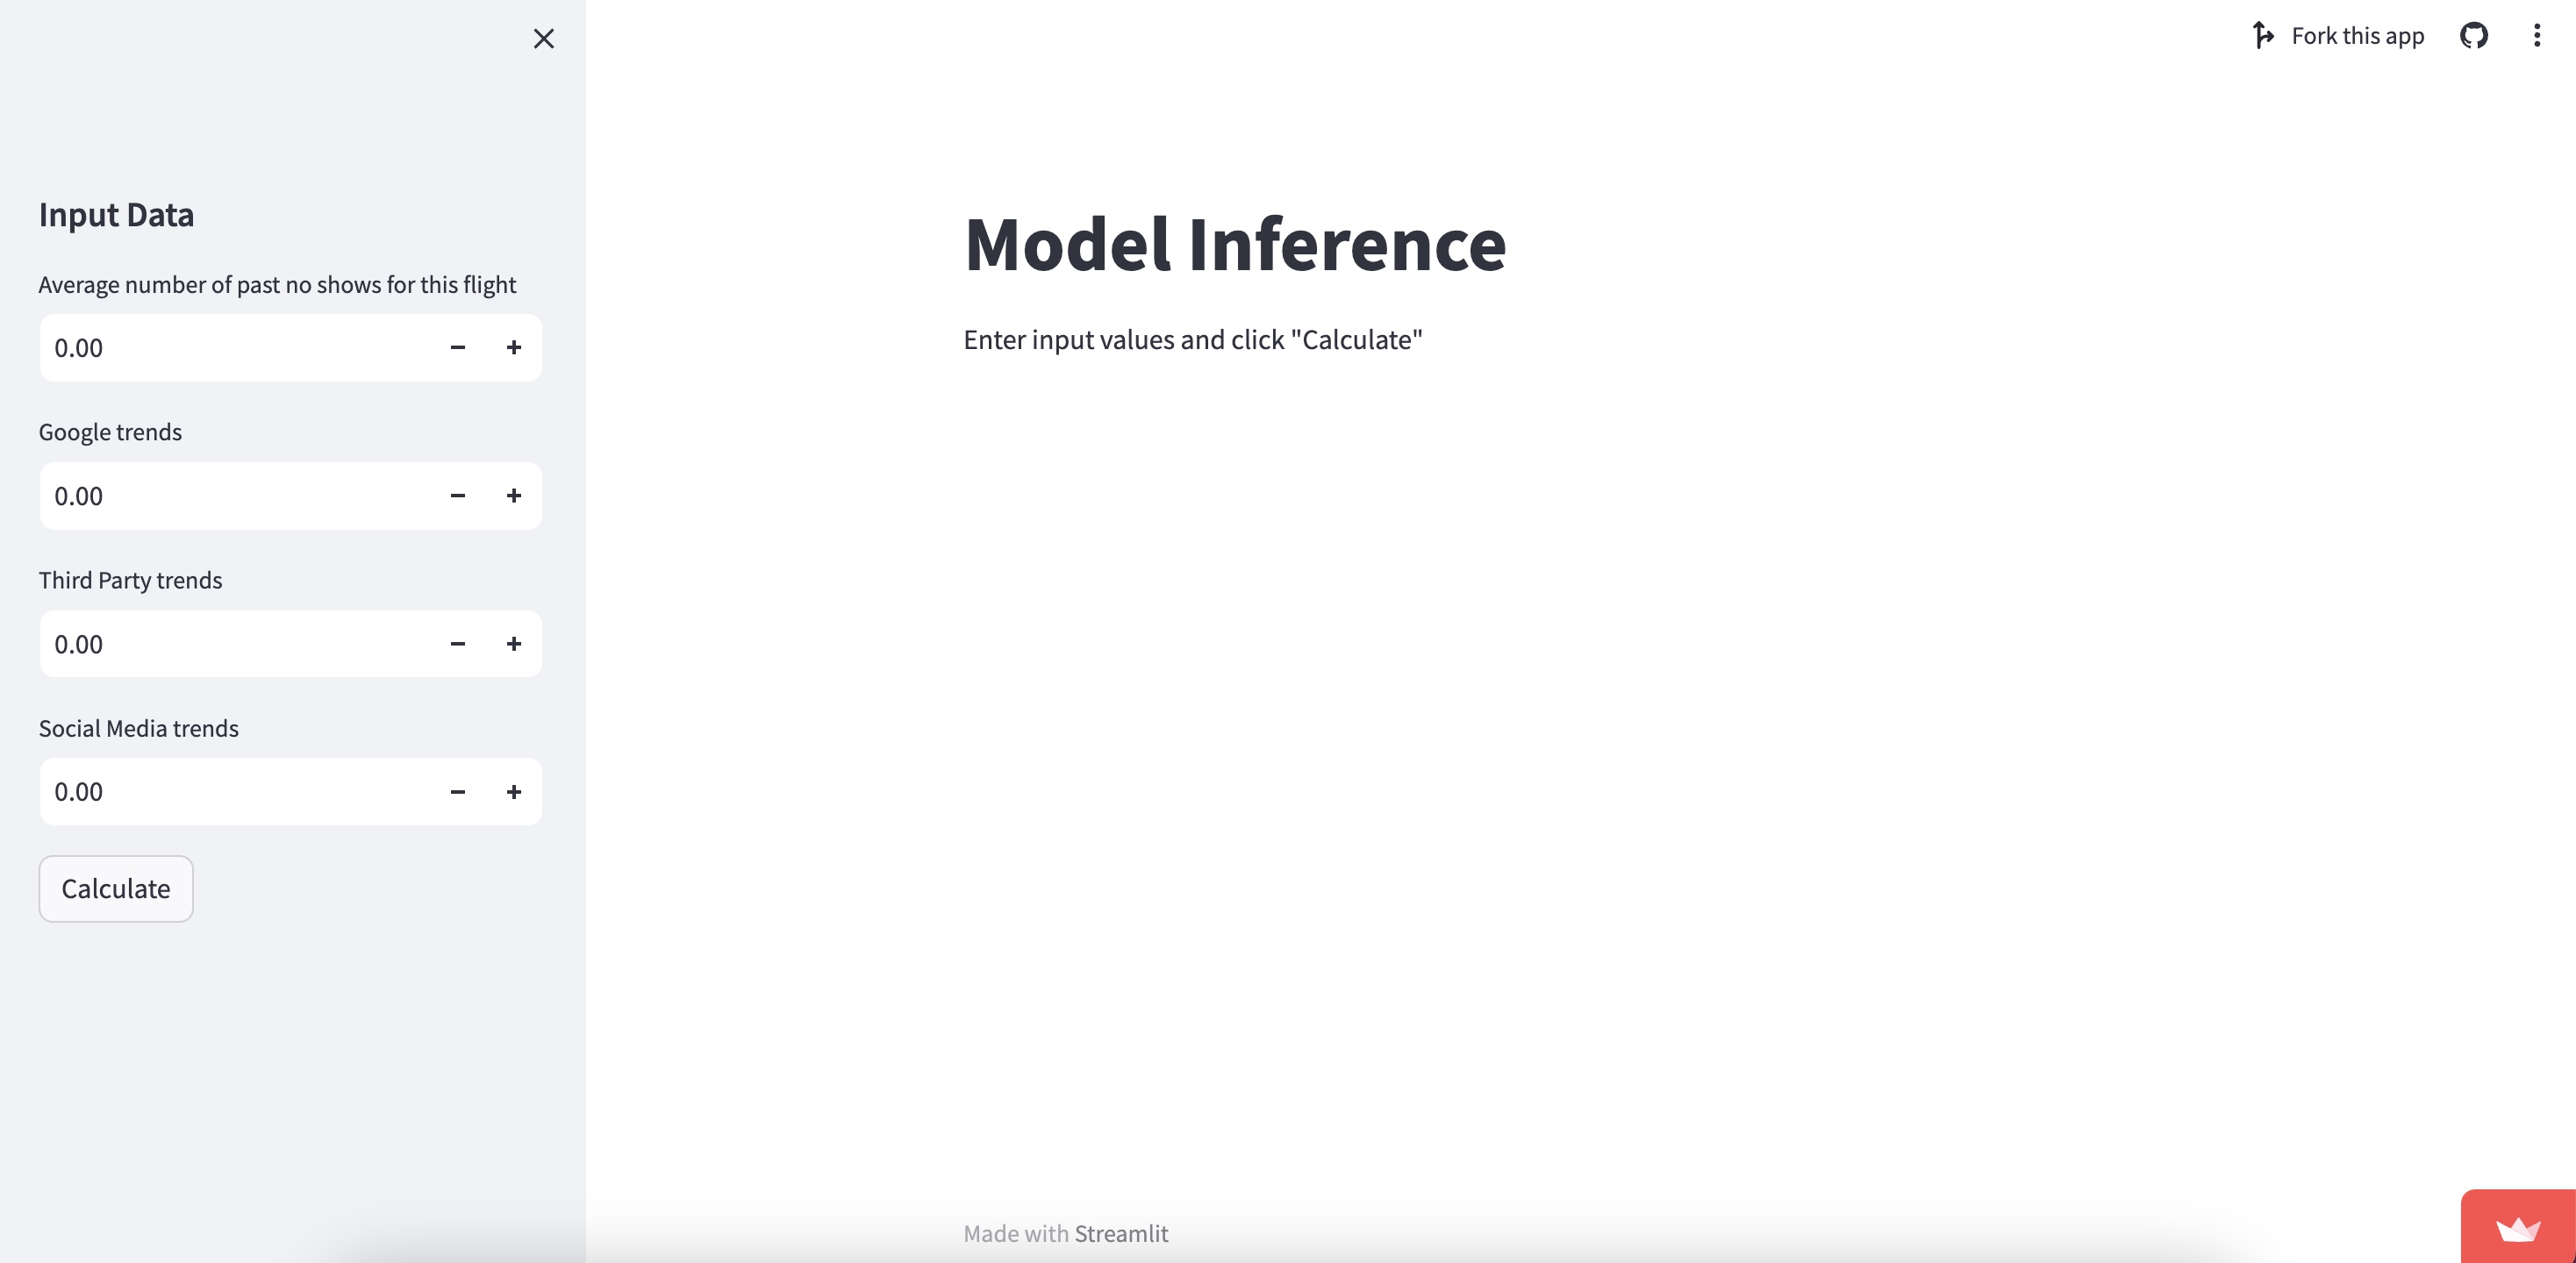 Fork this app
Input Data
Average number of past no shows for this flight
0.00
Google trends
0.00
Third Party trends
0.00
Social Media trends
0.00
Calculate
Model Inference
Enter input values and click "Calculate"
Made with Streamlit